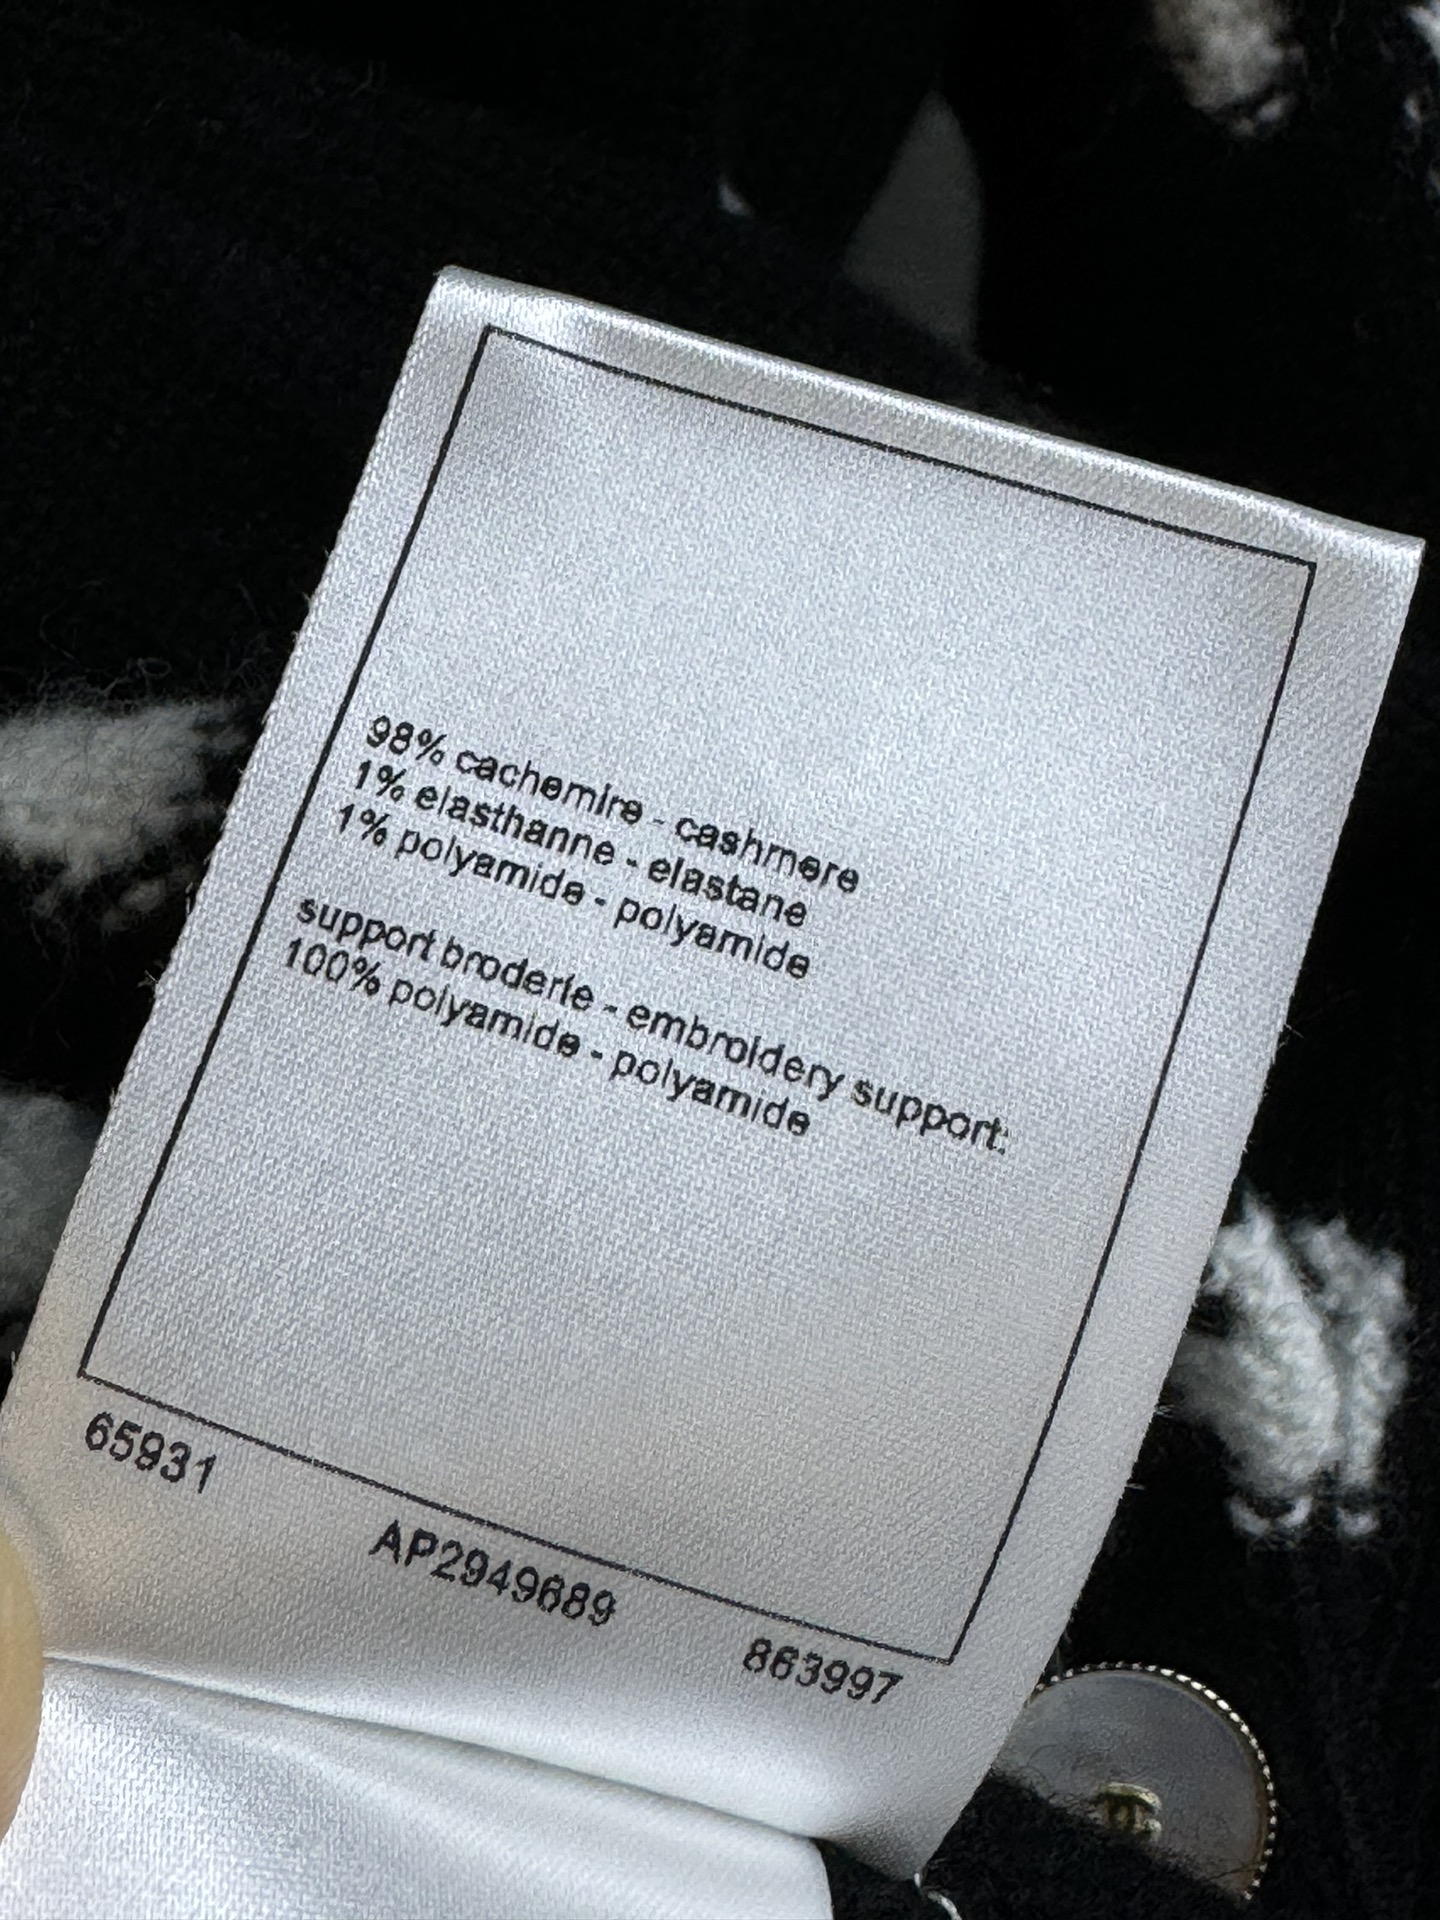 98% cachemire - cashmere
1% elasthanne - elastane
1% polyamide - polyamide
support broderie - embroidery support:
100% polyamide - polyamide
65931
AP2949689
863997